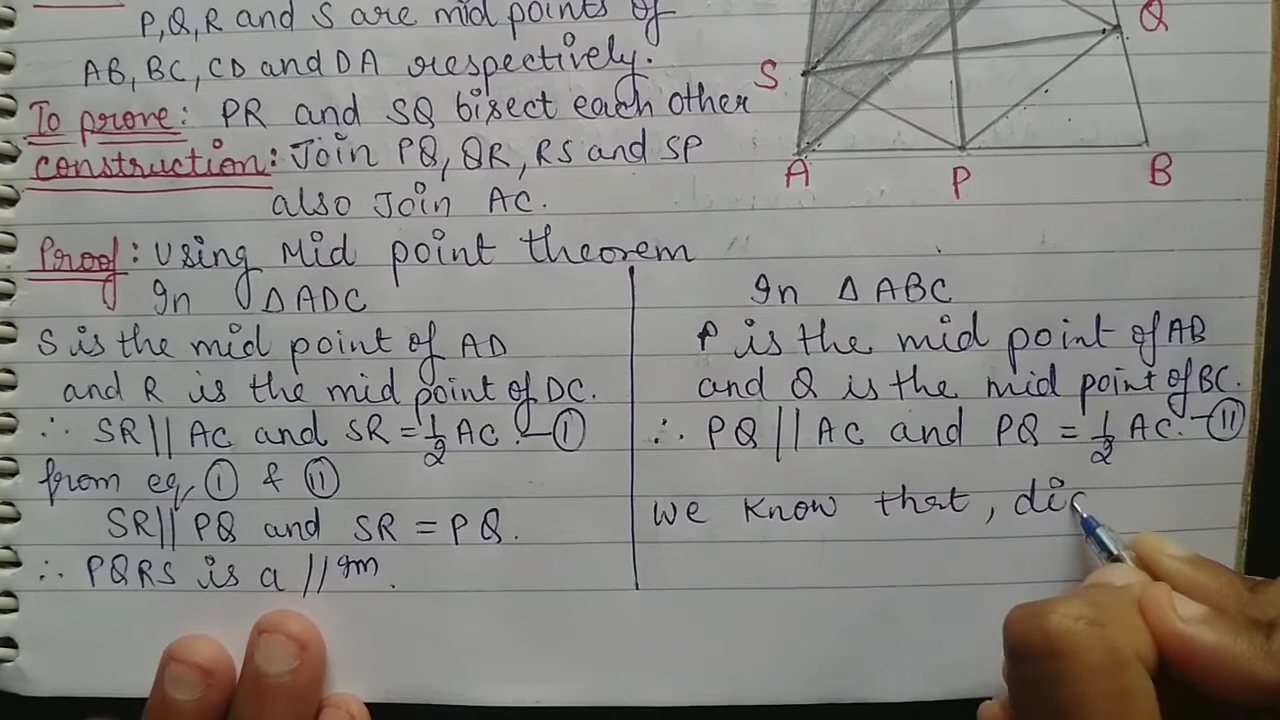 P, Q, R and S are mid points of
AB, BC, CD and DA respectively.
To prove: PR and SQ bisect each other
construction: Join PQ, QR, RS and SP
also Join AC.
Q
S
A
P
B
Proof: Using Mid point theorem
In △ADC
S is the mid point of AD
and R is the mid point of DC.
∴ SR || AC and SR = 1/2 AC. —Ⓘ
from eq, Ⓘ & Ⅱ
SR || PQ and SR = PQ.
∴ PQRS is a ||gm.
In △ABC
P is the mid point of AB
and Q is the mid point of BC.
∴ PQ || AC and PQ = 1/2 AC. —Ⅱ
we know that, dia